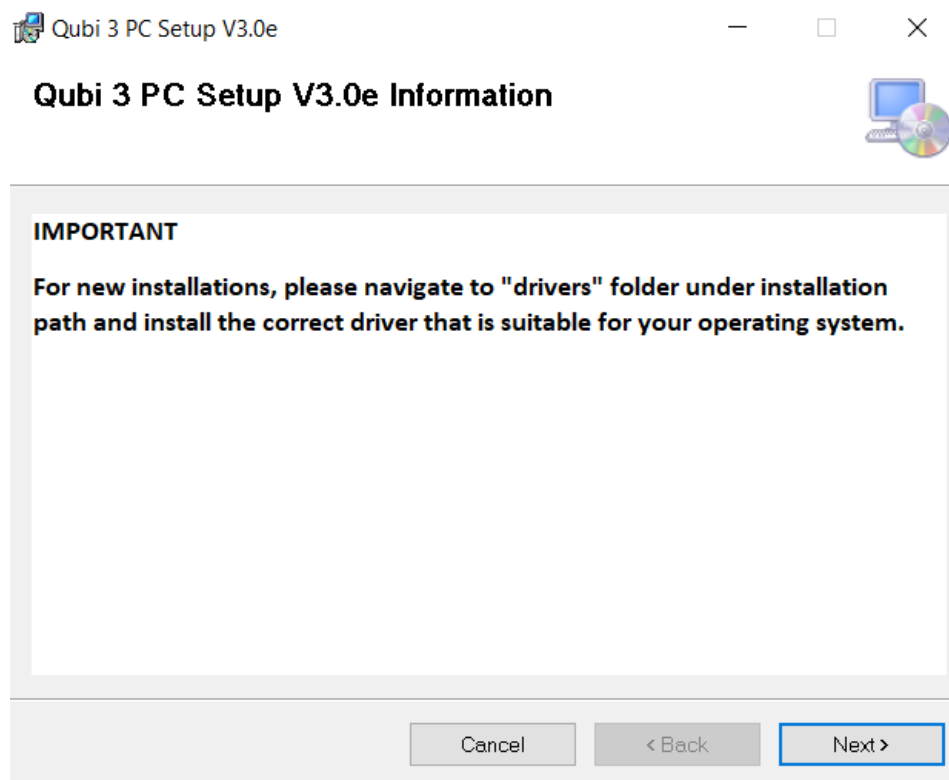 Qubi 3 PC Setup V3.0e
Qubi 3 PC Setup V3.0e Information
IMPORTANT
For new installations, please navigate to "drivers" folder under installation
path and install the correct driver that is suitable for your operating system.
Cancel
< Back
Next >